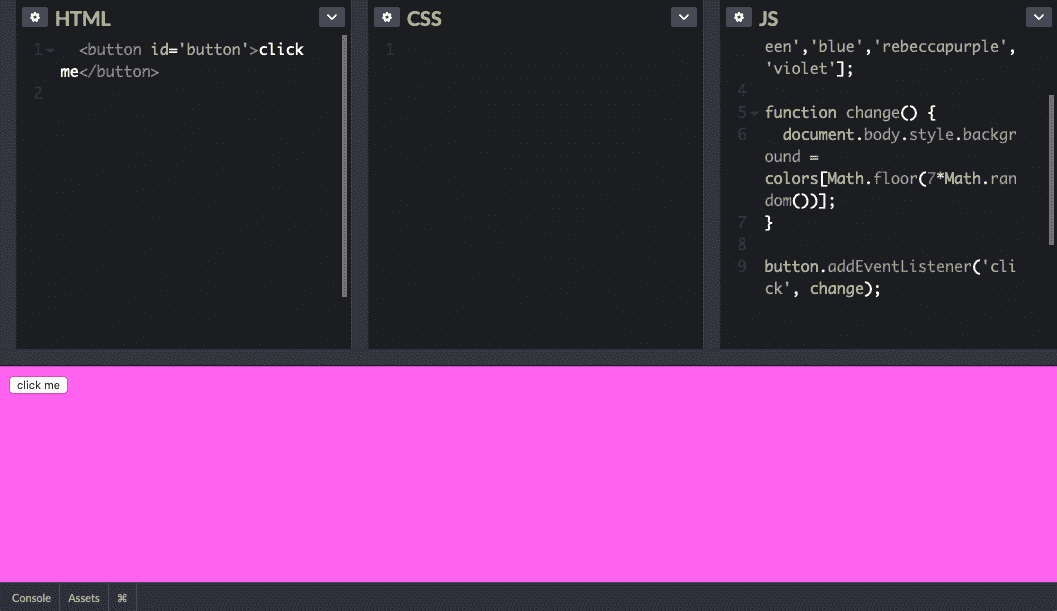 HTML
1 <button id='button'>click
me</button>
2
CSS
1
JS
een','blue','rebeccapurple',
'violet'];
4
5 function change() {
6 document.body.style.backgr
ound =
colors[Math.floor(7*Math.ran
dom())];
7 }
8
9 button.addEventListener('cli
ck', change);
click me
Console Assets ⌘